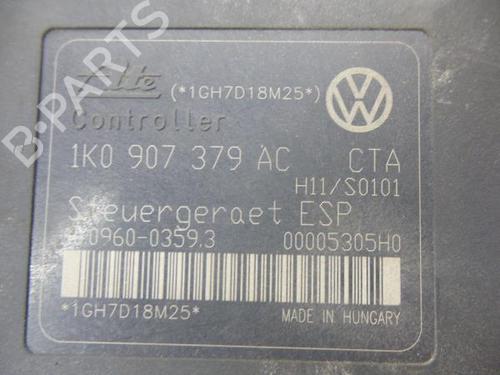 B-PARTS
Ate (*1GH7D18M25*)
Controller
1K0 907 379 AC CTA
H11/S0101
Steuergeraet ESP
0960-0359.3 00005305H0
*1GH7D18M25* MADE IN HUNGARY